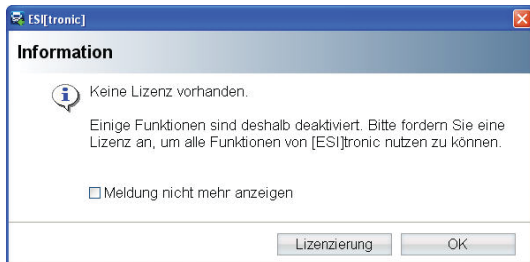 ESI[tronic]
Information
Keine Lizenz vorhanden.
Einige Funktionen sind deshalb deaktiviert. Bitte fordern Sie eine
Lizenz an, um alle Funktionen von [ESI]tronic nutzen zu können.
Meldung nicht mehr anzeigen
Lizenzierung
OK